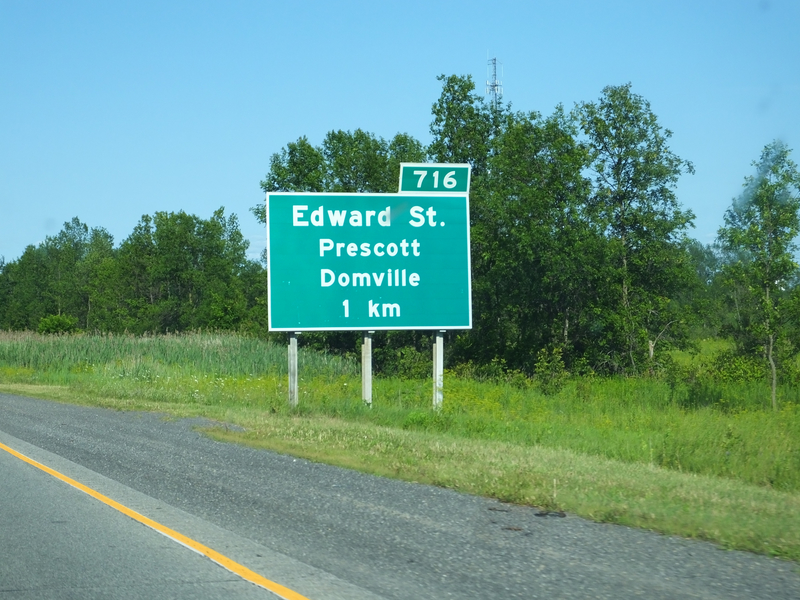 716
Edward St.
Prescott
Domville
1 km